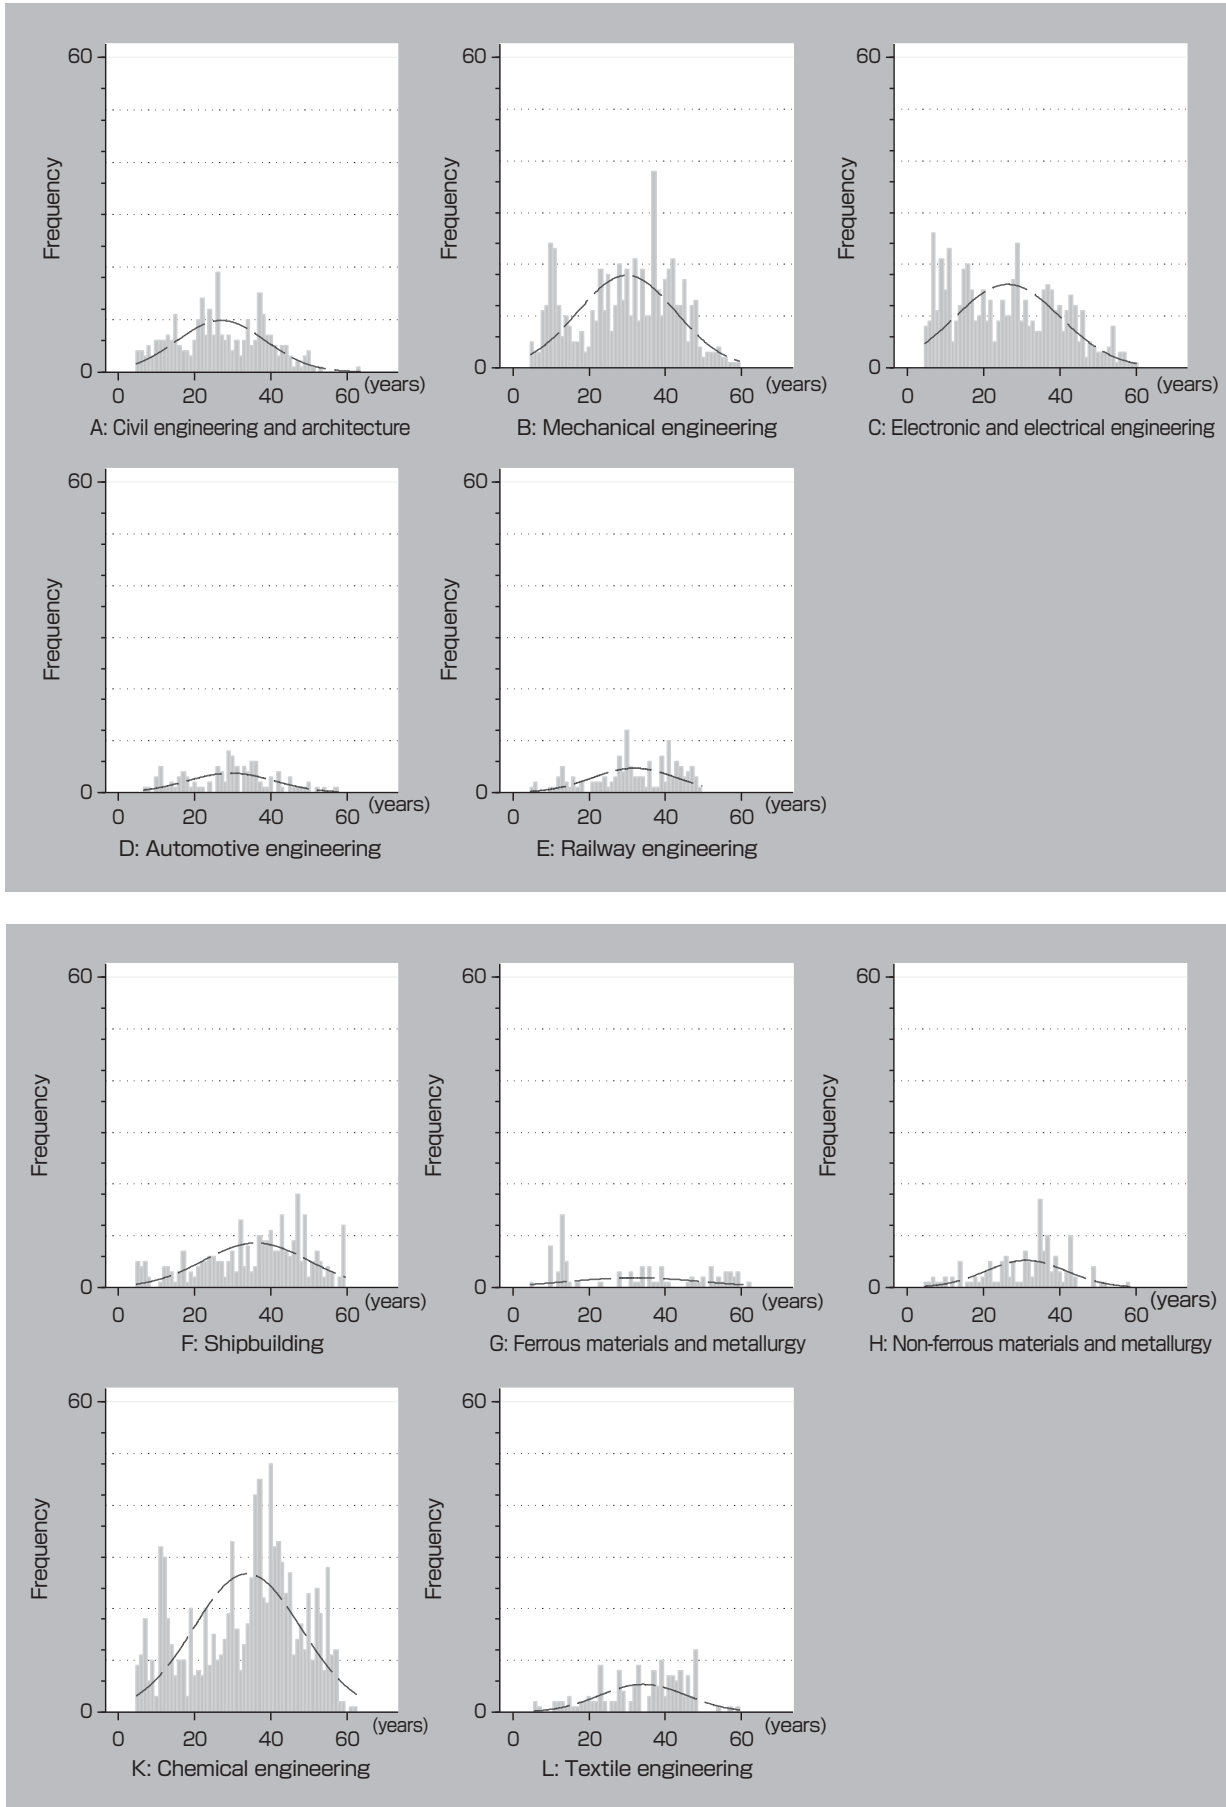 60
Frequency
0
0 20 40 60 (years)
A: Civil engineering and architecture
60
Frequency
0
0 20 40 60 (years)
B: Mechanical engineering
60
Frequency
0
0 20 40 60 (years)
C: Electronic and electrical engineering
60
Frequency
0
0 20 40 60 (years)
D: Automotive engineering
60
Frequency
0
0 20 40 60 (years)
E: Railway engineering
60
Frequency
0
0 20 40 60 (years)
F: Shipbuilding
60
Frequency
0
0 20 40 60 (years)
G: Ferrous materials and metallurgy
60
Frequency
0
0 20 40 60 (years)
H: Non-ferrous materials and metallurgy
60
Frequency
0
0 20 40 60 (years)
K: Chemical engineering
60
Frequency
0
0 20 40 60 (years)
L: Textile engineering